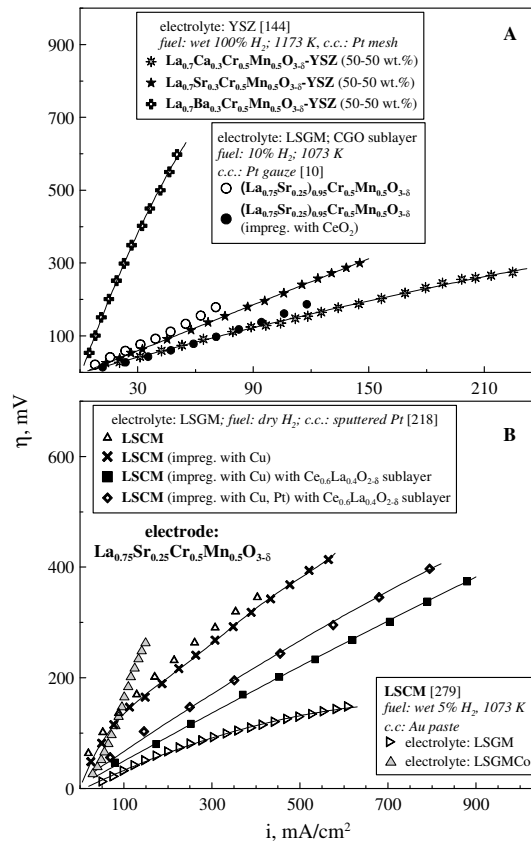 electrolyte: YSZ [144]
fuel: wet 100% H₂; 1173 K, c.c.: Pt mesh
La₀.₇Ca₀.₃Cr₀.₅Mn₀.₅O₃₋δ-YSZ (50-50 wt.%)
La₀.₇Sr₀.₃Cr₀.₅Mn₀.₅O₃₋δ-YSZ (50-50 wt.%)
La₀.₇Ba₀.₃Cr₀.₅Mn₀.₅O₃₋δ-YSZ (50-50 wt.%)
A
electrolyte: LSGM; CGO sublayer
fuel: 10% H₂; 1073 K
c.c.: Pt gauze [10]
(La₀.₇₅Sr₀.₂₅)₀.₉₅Cr₀.₅Mn₀.₅O₃₋δ
(La₀.₇₅Sr₀.₂₅)₀.₉₅Cr₀.₅Mn₀.₅O₃₋δ
(impreg. with CeO₂)
900
700
500
300
100
30 90 150 210
η, mV
electrolyte: LSGM; fuel: dry H₂; c.c.: sputtered Pt [218]
LSCM
LSCM (impreg. with Cu)
LSCM (impreg. with Cu) with Ce₀.₆La₀.₄O₂₋δ sublayer
LSCM (impreg. with Cu, Pt) with Ce₀.₆La₀.₄O₂₋δ sublayer
B
electrode:
La₀.₇₅Sr₀.₂₅Cr₀.₅Mn₀.₅O₃₋δ
LSCM [279]
fuel: wet 5% H₂, 1073 K
c.c: Au paste
electrolyte: LSGM
electrolyte: LSGMCo
600
400
200
0
100 300 500 700 900
i, mA/cm²